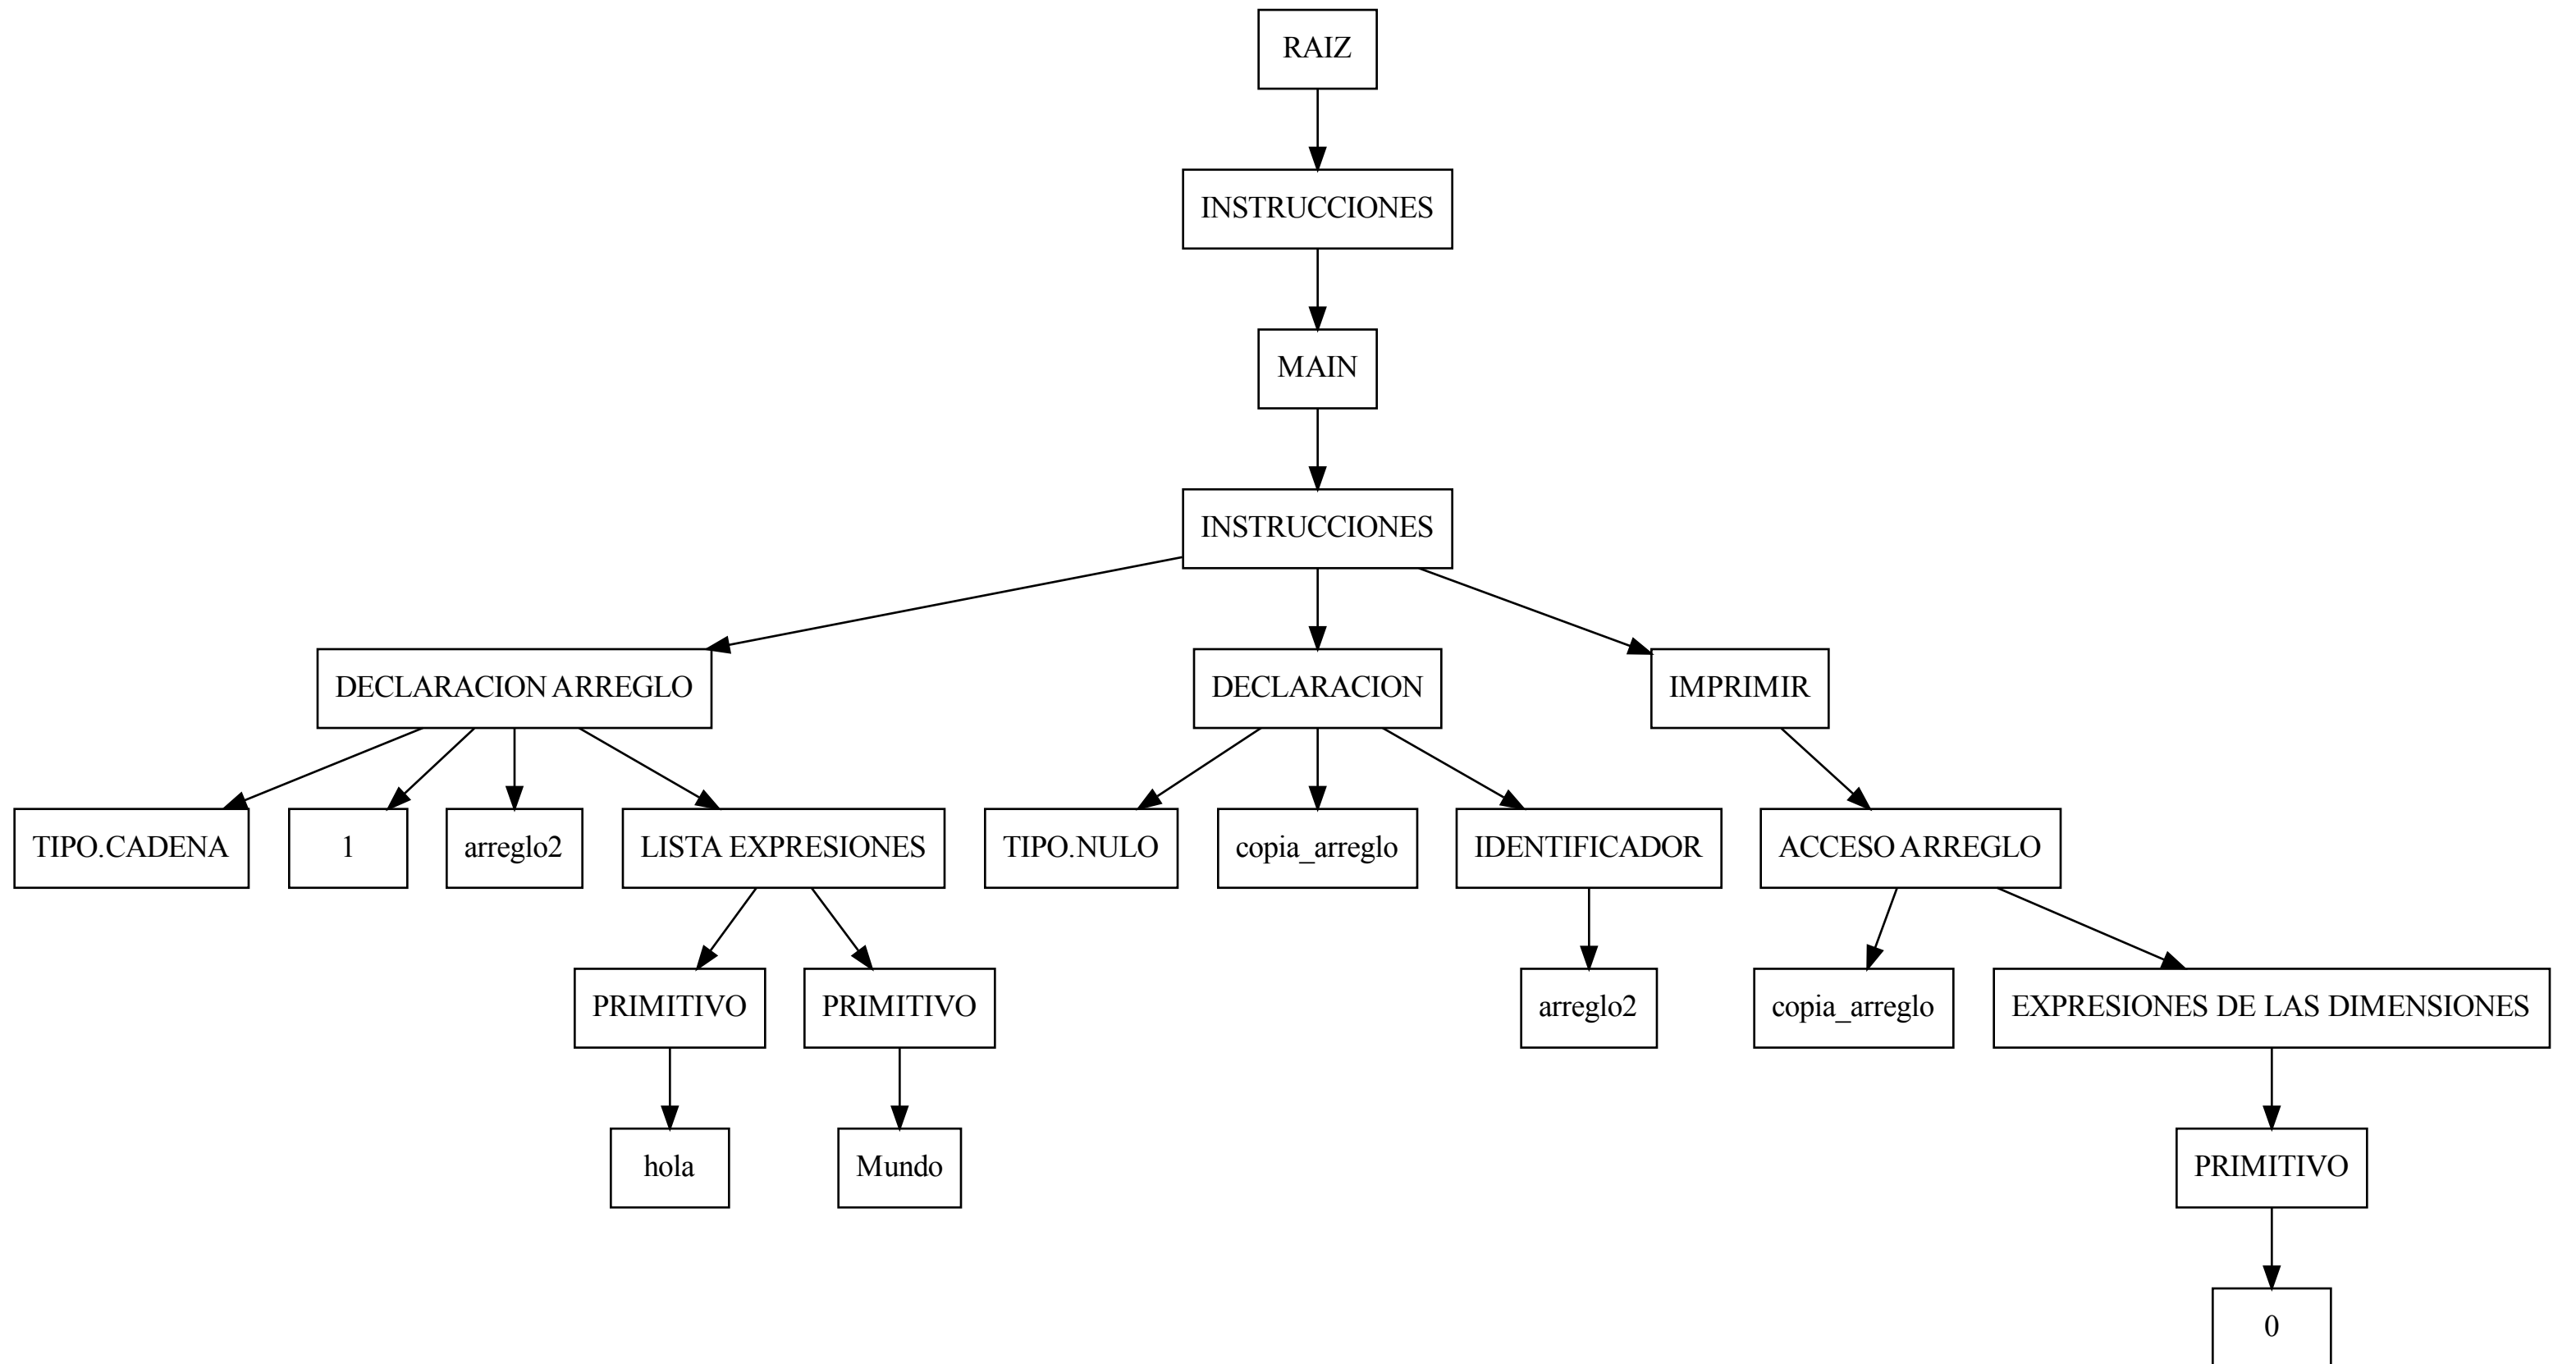 RAIZ
INSTRUCCIONES
MAIN
INSTRUCCIONES
DECLARACION ARREGLO
DECLARACION
IMPRIMIR
TIPO.CADENA
1
arreglo2
LISTA EXPRESIONES
TIPO.NULO
copia_arreglo
IDENTIFICADOR
ACCESO ARREGLO
PRIMITIVO
PRIMITIVO
arreglo2
copia_arreglo
EXPRESIONES DE LAS DIMENSIONES
hola
Mundo
PRIMITIVO
0